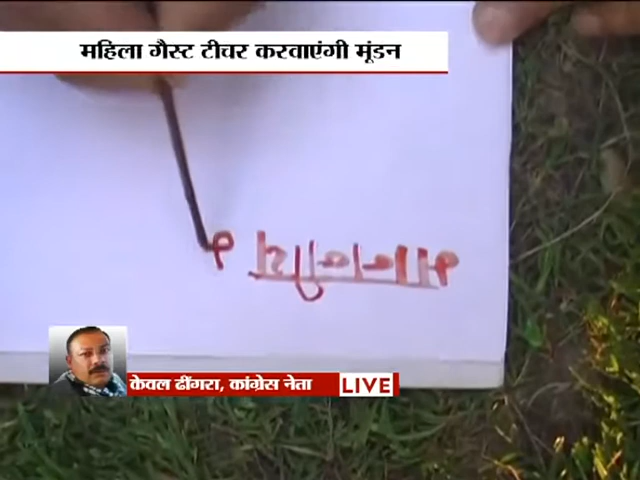 महिला गैस्ट टीचर करवाएंगी मूंडन
केवल ढींगरा, कांग्रेस नेता
LIVE